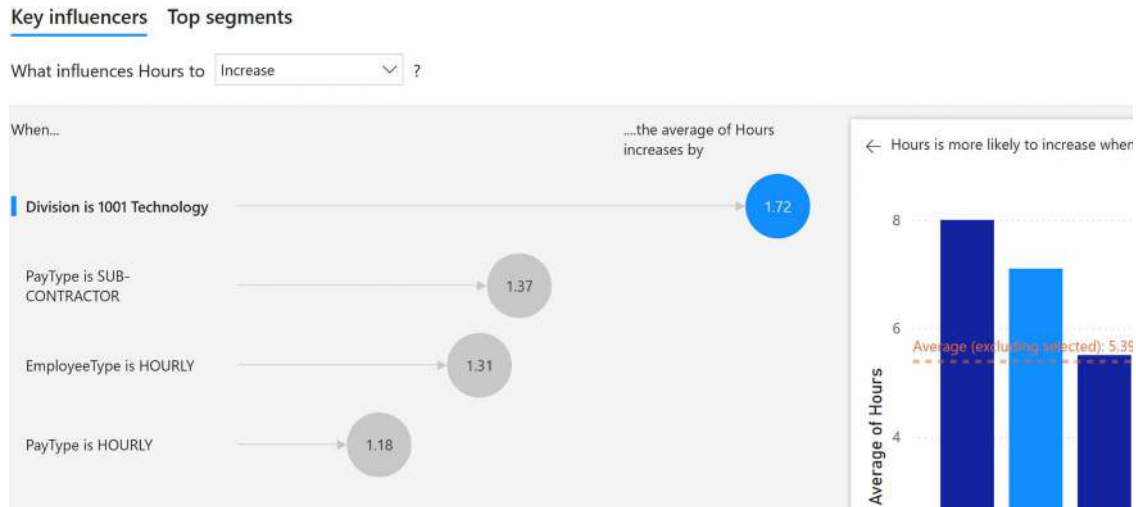 Key influencers Top segments
What influences Hours to Increase ?
When...
....the average of Hours
increases by
Division is 1001 Technology
1.72
PayType is SUB-
CONTRACTOR
1.37
EmployeeType is HOURLY
1.31
PayType is HOURLY
1.18
← Hours is more likely to increase when
8
6
Average (excluding selected): 5.39
4
Average of Hours